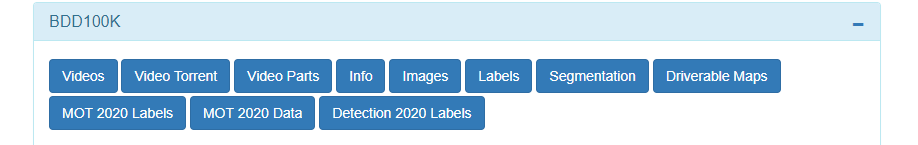 BDD100K
Videos Video Torrent Video Parts Info Images Labels Segmentation Driverable Maps
MOT 2020 Labels MOT 2020 Data Detection 2020 Labels